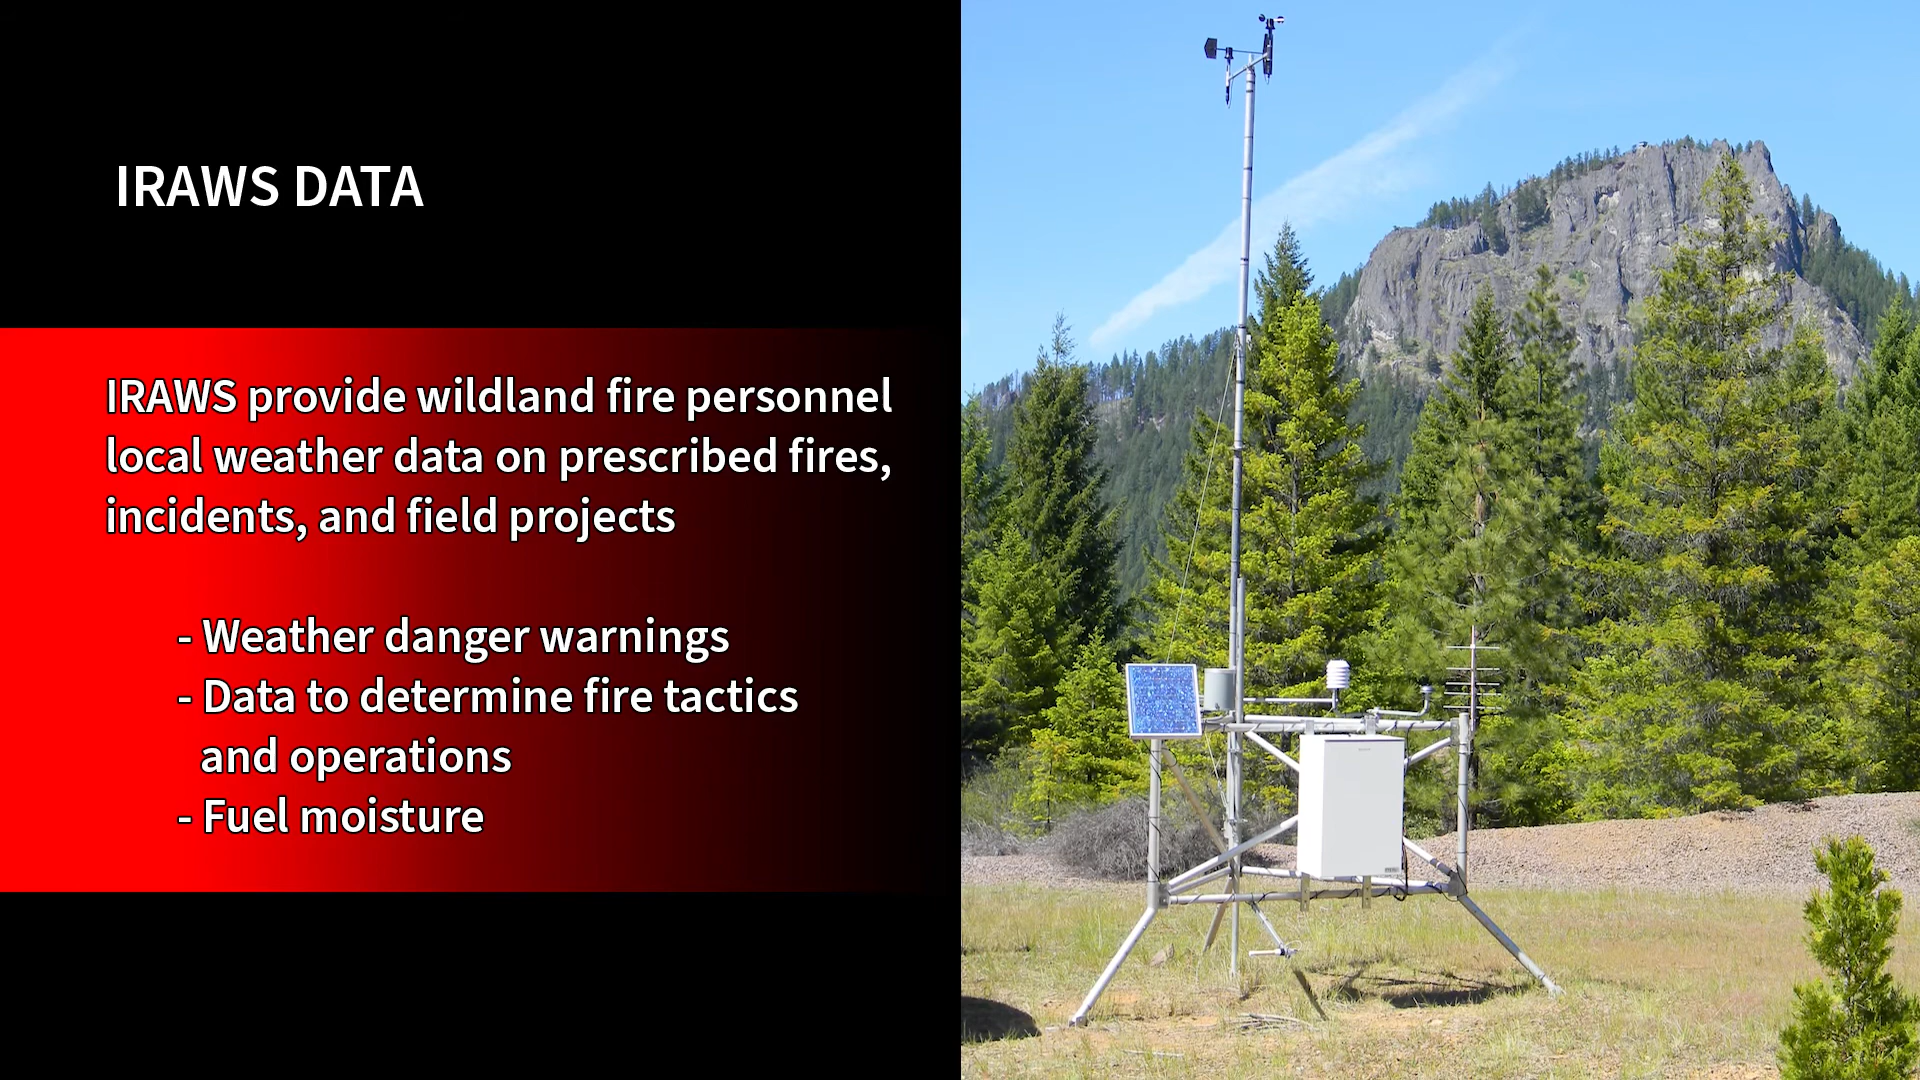 IRAWS DATA
IRAWS provide wildland fire personnel
local weather data on prescribed fires,
incidents, and field projects
- Weather danger warnings
- Data to determine fire tactics
and operations
- Fuel moisture